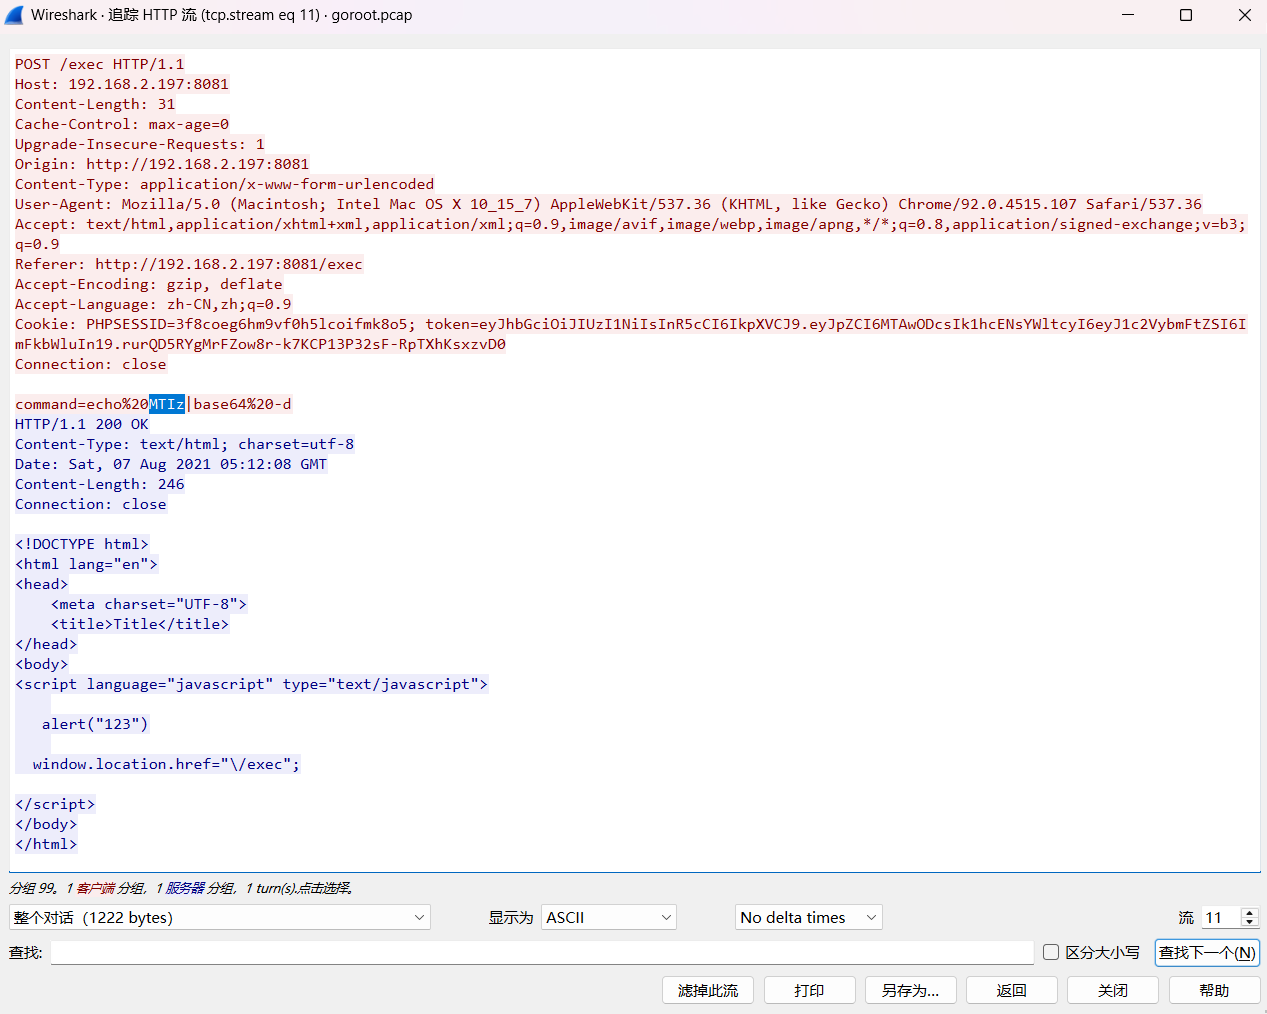 Wireshark · 追踪 HTTP 流 (tcp.stream eq 11) · goroot.pcap
POST /exec HTTP/1.1
Host: 192.168.2.197:8081
Content-Length: 31
Cache-Control: max-age=0
Upgrade-Insecure-Requests: 1
Origin: http://192.168.2.197:8081
Content-Type: application/x-www-form-urlencoded
User-Agent: Mozilla/5.0 (Macintosh; Intel Mac OS X 10_15_7) AppleWebKit/537.36 (KHTML, like Gecko) Chrome/92.0.4515.107 Safari/537.36
Accept: text/html,application/xhtml+xml,application/xml;q=0.9,image/avif,image/webp,image/apng,*/*;q=0.8,application/signed-exchange;v=b3;
q=0.9
Referer: http://192.168.2.197:8081/exec
Accept-Encoding: gzip, deflate
Accept-Language: zh-CN,zh;q=0.9
Cookie: PHPSESSID=3f8coeg6hm9vf0h5lcoifmk8o5; token=eyJhbGciOiJIUzI1NiIsInR5cCI6IkpXVCJ9.eyJpZCI6MTAwODcsIk1hcENsYWltcyI6eyJ1c2VybmFtZSI6I
mFkbWluIn19.rurQD5RYgMrFZow8r-k7KCP13P32sF-RpTXhKsxzvD0
Connection: close
command=echo%20MTIz|base64%20-d
HTTP/1.1 200 OK
Content-Type: text/html; charset=utf-8
Date: Sat, 07 Aug 2021 05:12:08 GMT
Content-Length: 246
Connection: close
<!DOCTYPE html>
<html lang="en">
<head>
    <meta charset="UTF-8">
    <title>Title</title>
</head>
<body>
<script language="javascript" type="text/javascript">
   alert("123")
  window.location.href="\/exec";
</script>
</body>
</html>
分组 99。1 客户端 分组，1 服务器 分组，1 turn(s).点击选择。
整个对话（1222 bytes） 显示为 ASCII No delta times 流 11
查找: 区分大小写 查找下一个(N)
滤掉此流 打印 另存为… 返回 关闭 帮助